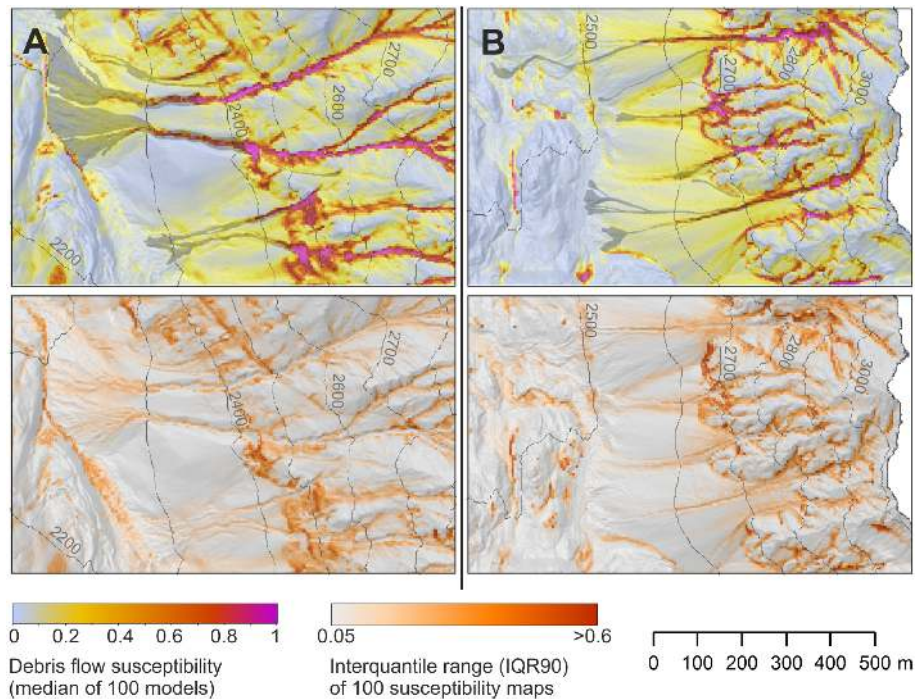 A
B
2700
2600
2400
2200
2500
2700
2800
3000
2700
2600
2400
2200
2500
2700
2800
3000
0 0.2 0.4 0.6 0.8 1
Debris flow susceptibility
(median of 100 models)
0.05 >0.6
Interquantile range (IQR90)
of 100 susceptibility maps
0 100 200 300 400 500 m